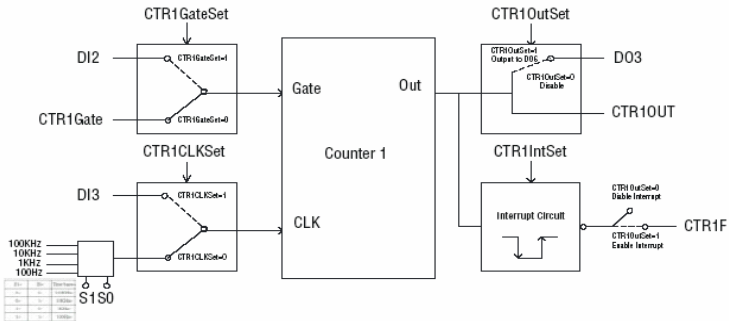 CTR1GateSet
CTR1OutSet
DI2
CTR1GateSet=1
CTR1GateSet=0
CTR1Gate
Gate
Out
Counter 1
CLK
CTR1OutSet=1
Output to DO6
CTR1OutSet=0
Disable
DO3
CTR1OUT
CTR1CLKSet
CTR1IntSet
DI3
CTR1CLKSet=1
CTR1CLKSet=0
Interrupt Circuit
CTR1OutSet=0
Diable Interrupt
CTR1OutSet=1
Enable Interrupt
CTR1F
100KHz
10KHz
1KHz
100Hz
S1S0